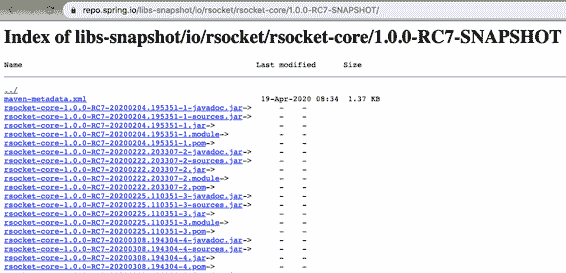 repo.spring.io/libs-snapshot/io/rsocket/rsocket-core/1.0.0-RC7-SNAPSHOT/
Index of libs-snapshot/io/rsocket/rsocket-core/1.0.0-RC7-SNAPSHOT
Name Last modified Size
../
maven-metadata.xml 19-Apr-2020 08:34 1.37 KB
rsocket-core-1.0.0-RC7-20200204.195351-1-javadoc.jar-> - -
rsocket-core-1.0.0-RC7-20200204.195351-1-sources.jar-> - -
rsocket-core-1.0.0-RC7-20200204.195351-1.jar-> - -
rsocket-core-1.0.0-RC7-20200204.195351-1.module-> - -
rsocket-core-1.0.0-RC7-20200204.195351-1.pom-> - -
rsocket-core-1.0.0-RC7-20200222.203307-2-javadoc.jar-> - -
rsocket-core-1.0.0-RC7-20200222.203307-2-sources.jar-> - -
rsocket-core-1.0.0-RC7-20200222.203307-2.jar-> - -
rsocket-core-1.0.0-RC7-20200222.203307-2.module-> - -
rsocket-core-1.0.0-RC7-20200222.203307-2.pom-> - -
rsocket-core-1.0.0-RC7-20200225.110351-3-javadoc.jar-> - -
rsocket-core-1.0.0-RC7-20200225.110351-3-sources.jar-> - -
rsocket-core-1.0.0-RC7-20200225.110351-3.jar-> - -
rsocket-core-1.0.0-RC7-20200225.110351-3.module-> - -
rsocket-core-1.0.0-RC7-20200225.110351-3.pom-> - -
rsocket-core-1.0.0-RC7-20200308.194304-4-javadoc.jar-> - -
rsocket-core-1.0.0-RC7-20200308.194304-4-sources.jar-> - -
rsocket-core-1.0.0-RC7-20200308.194304-4.jar-> - -
rsocket-core-1.0.0-RC7-20200308.194304-4.pom-> - -